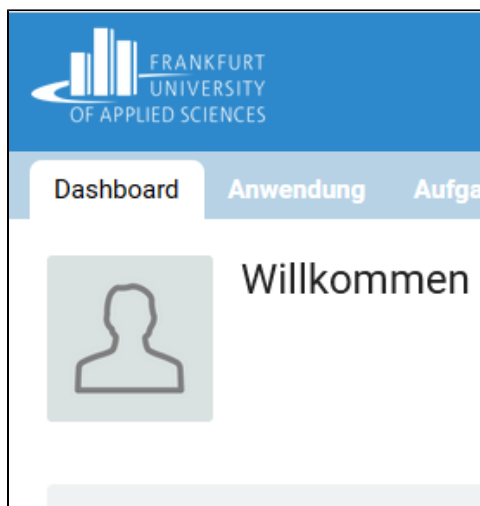 FRANKFURT
UNIVERSITY
OF APPLIED SCIENCES
Dashboard Anwendung
Willkommen